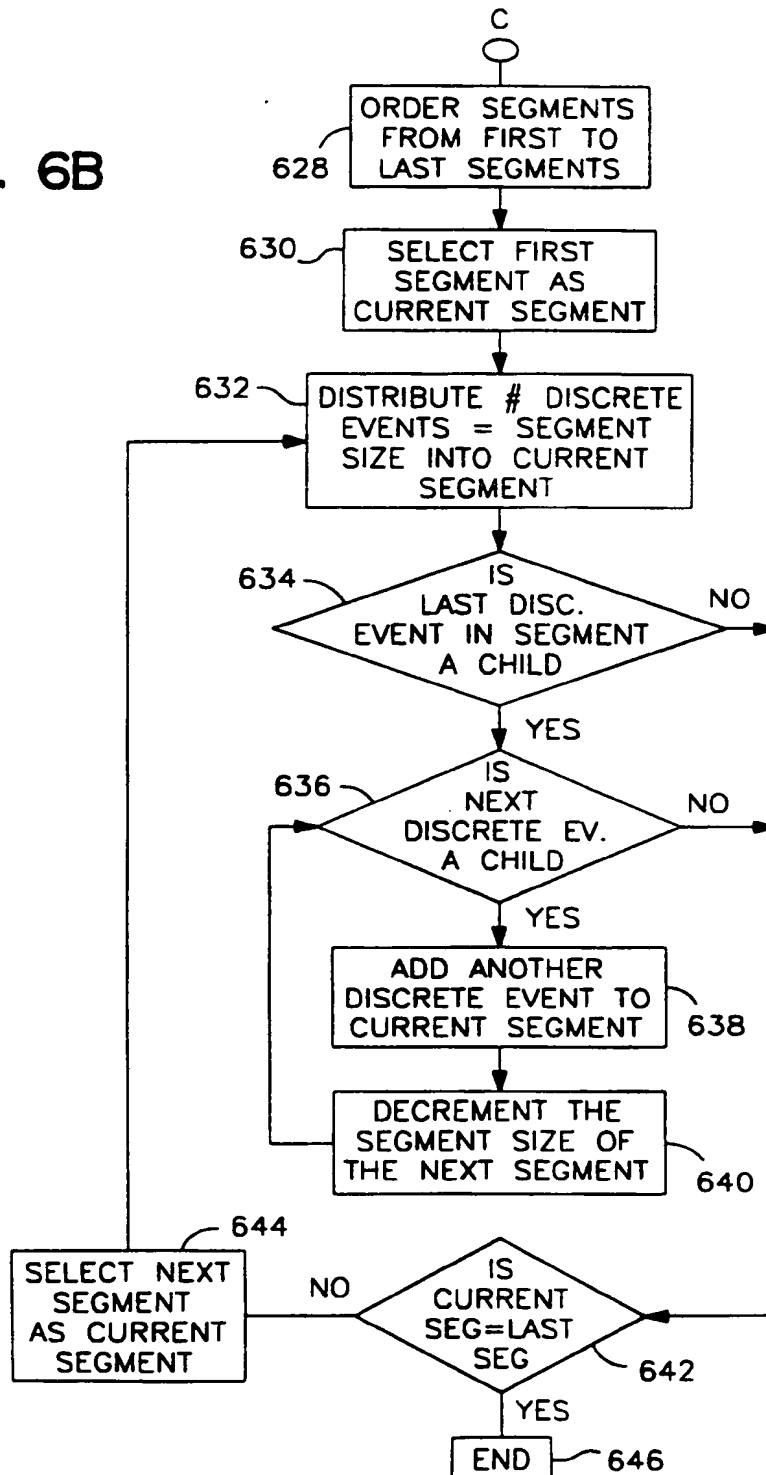 C
. 6B
ORDER SEGMENTS
FROM FIRST TO
LAST SEGMENTS
628
630
SELECT FIRST
SEGMENT AS
CURRENT SEGMENT
632
DISTRIBUTE # DISCRETE
EVENTS = SEGMENT
SIZE INTO CURRENT
SEGMENT
634
IS
LAST DISC.
EVENT IN SEGMENT
A CHILD
NO
YES
636
IS
NEXT
DISCRETE EV.
A CHILD
NO
YES
ADD ANOTHER
DISCRETE EVENT TO
CURRENT SEGMENT
638
DECREMENT THE
SEGMENT SIZE OF
THE NEXT SEGMENT
640
644
SELECT NEXT
SEGMENT
AS CURRENT
SEGMENT
NO
IS
CURRENT
SEG=LAST
SEG
642
YES
END
646